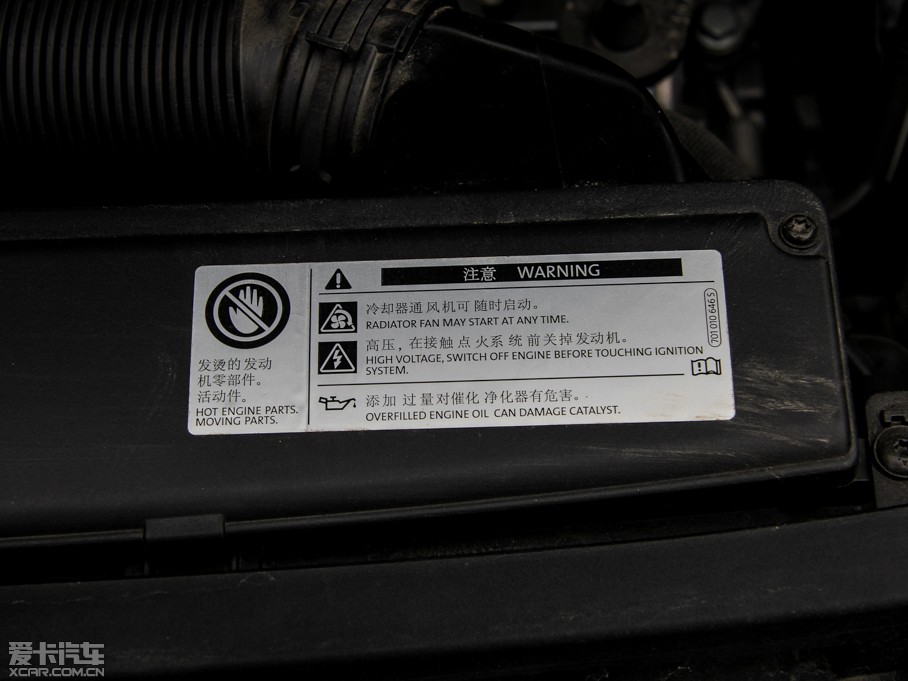 注意 WARNING
冷却器通风机可随时启动。
RADIATOR FAN MAY START AT ANY TIME.
高压，在接触点火系统前关掉发动机。
HIGH VOLTAGE, SWITCH OFF ENGINE BEFORE TOUCHING IGNITION
SYSTEM.
添加过量对催化净化器有危害。
OVERFILLED ENGINE OIL CAN DAMAGE CATALYST.
701 010 646 S
发烫的发动
机零部件。
活动件。
HOT ENGINE PARTS.
MOVING PARTS.
爱卡汽车
XCAR.COM.CN